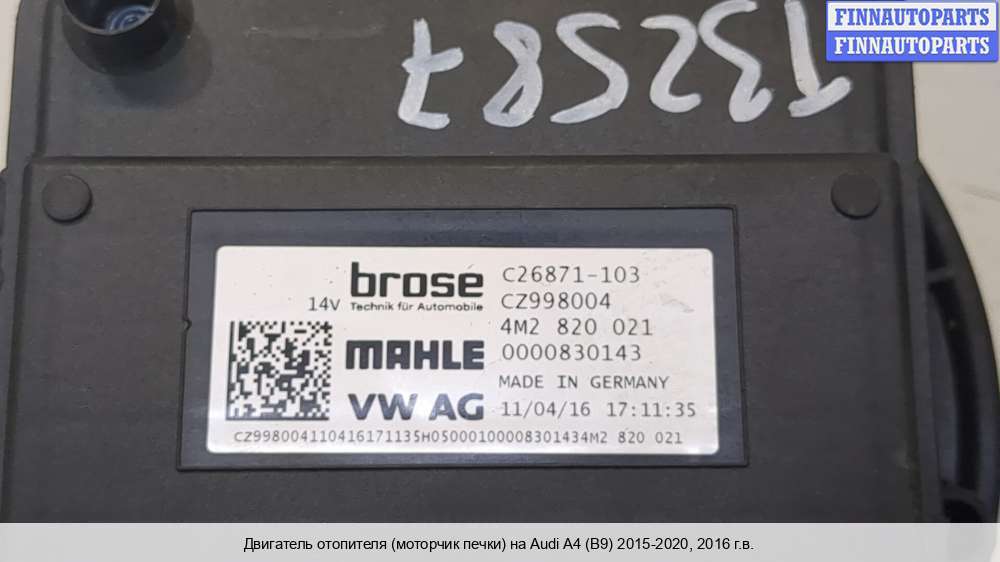 FINNAUTOPARTS
FINNAUTOPARTS
T32587
brose
Technik für Automobile
14V
MAHLE
VW AG
C26871-103
CZ998004
4M2 820 021
0000830143
MADE IN GERMANY
11/04/16 17:11:35
CZ998004110416171135H05000100008301434M2 820 021
Двигатель отопителя (моторчик печки) на Audi A4 (B9) 2015-2020, 2016 г.в.